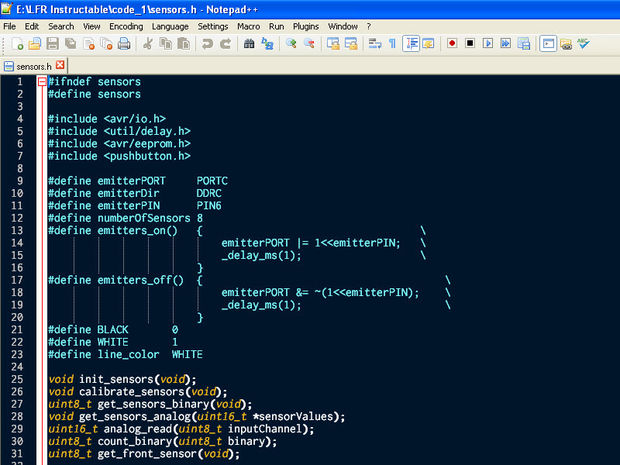 E:\LFR Instructable\code_1\sensors.h - Notepad++
File Edit Search View Encoding Language Settings Macro Run Plugins Window ?
sensors.h
1 #ifndef sensors
2 #define sensors
3
4 #include <avr/io.h>
5 #include <util/delay.h>
6 #include <avr/eeprom.h>
7 #include <pushbutton.h>
8
9 #define emitterPORT PORTC
10 #define emitterDir DDRC
11 #define emitterPIN PIN6
12 #define numberOfSensors 8
13 #define emitters_on() { \
14 emitterPORT |= 1<<emitterPIN; \
15 _delay_ms(1); \
16 }
17 #define emitters_off() { \
18 emitterPORT &= ~(1<<emitterPIN); \
19 _delay_ms(1); \
20 }
21 #define BLACK 0
22 #define WHITE 1
23 #define line_color WHITE
24
25 void init_sensors(void);
26 void calibrate_sensors(void);
27 uint8_t get_sensors_binary(void);
28 void get_sensors_analog(uint16_t *sensorValues);
29 uint16_t analog_read(uint8_t inputChannel);
30 uint8_t count_binary(uint8_t binary);
31 uint8_t get_front_sensor(void);